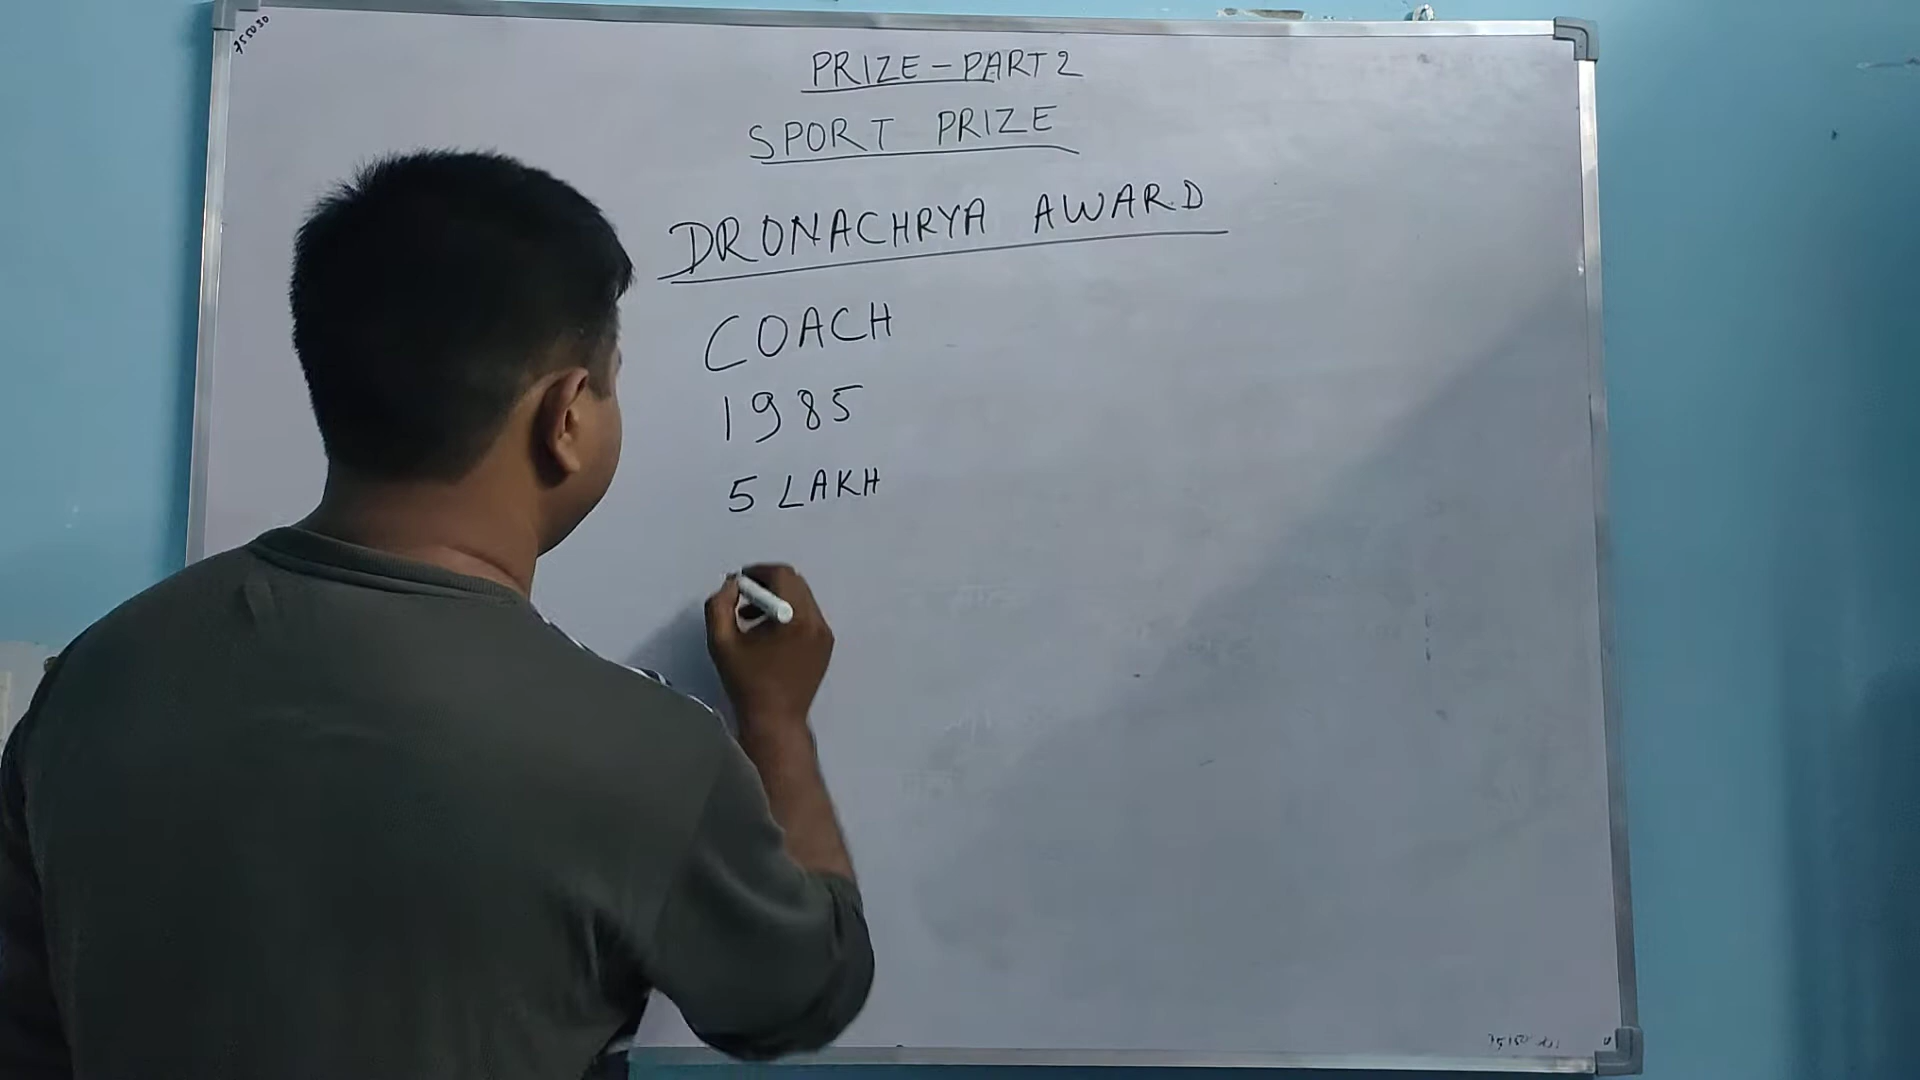 PRIZE - PART 2
SPORT PRIZE
DRONACHRYA AWARD
COACH
1985
5 LAKH